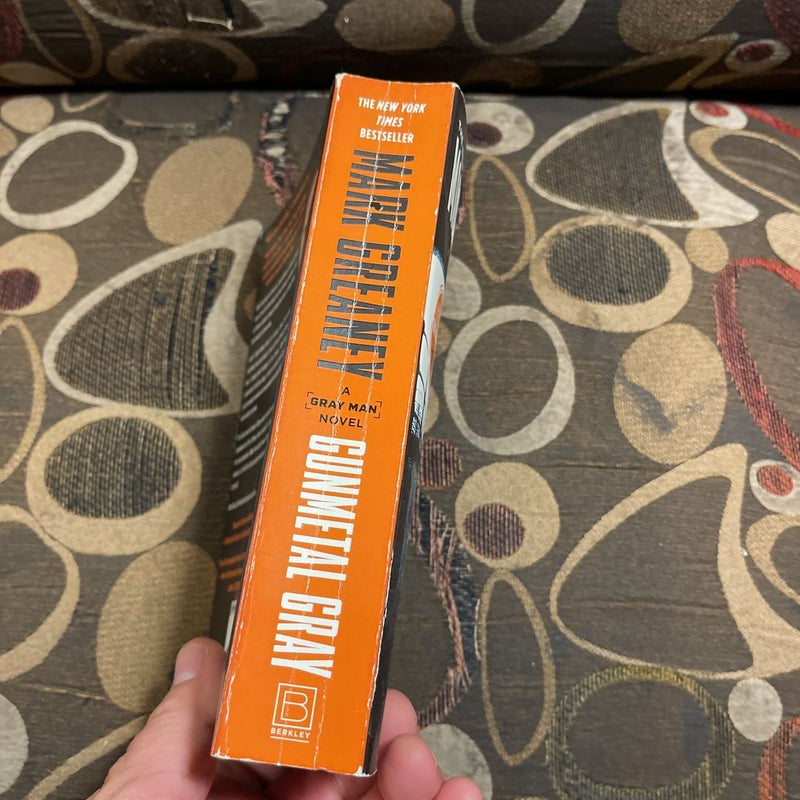 THE NEW YORK
TIMES
BESTSELLER
MARK GREANEY
A
GRAY MAN
NOVEL
GUNMETAL GRAY
B
BERKLEY